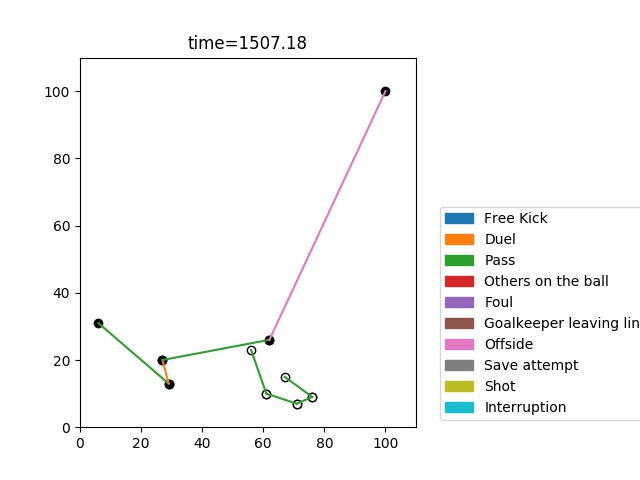 time=1507.18
100
80
60
40
20
0
0 20 40 60 80 100
Free Kick
Duel
Pass
Others on the ball
Foul
Goalkeeper leaving lin
Offside
Save attempt
Shot
Interruption